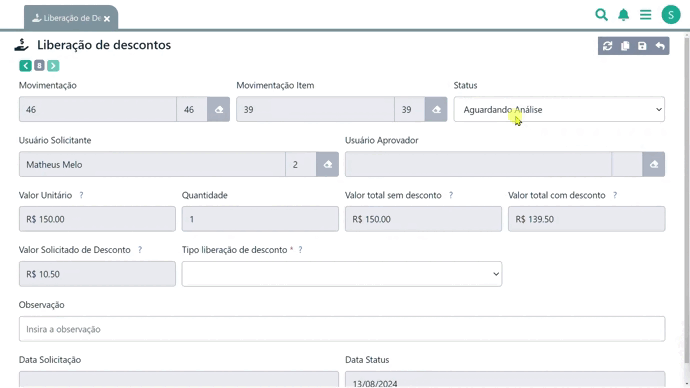 Liberação de De
S
Liberação de descontos
8
Movimentação
Movimentação Item
Status
46 46
39 39
Aguardando Análise
Usuário Solicitante
Usuário Aprovador
Matheus Melo 2
Valor Unitário ?
Quantidade
Valor total sem desconto ?
Valor total com desconto ?
R$ 150.00
1
R$ 150.00
R$ 139.50
Valor Solicitado de Desconto ?
Tipo liberação de desconto * ?
R$ 10.50
Observação
Insira a observação
Data Solicitação
Data Status
13/08/2024